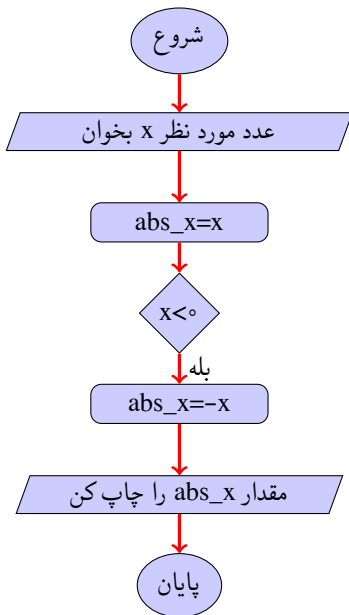 شروع
عدد مورد نظر x بخوان
abs_x=x
x<۰
بله
abs_x=−x
مقدار abs_x را چاپ کن
پایان